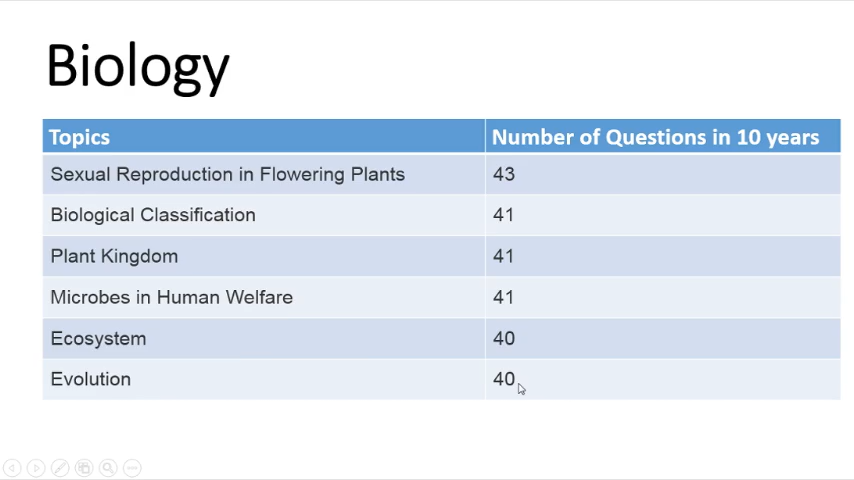 Biology
Topics Number of Questions in 10 years
Sexual Reproduction in Flowering Plants 43
Biological Classification 41
Plant Kingdom 41
Microbes in Human Welfare 41
Ecosystem 40
Evolution 40